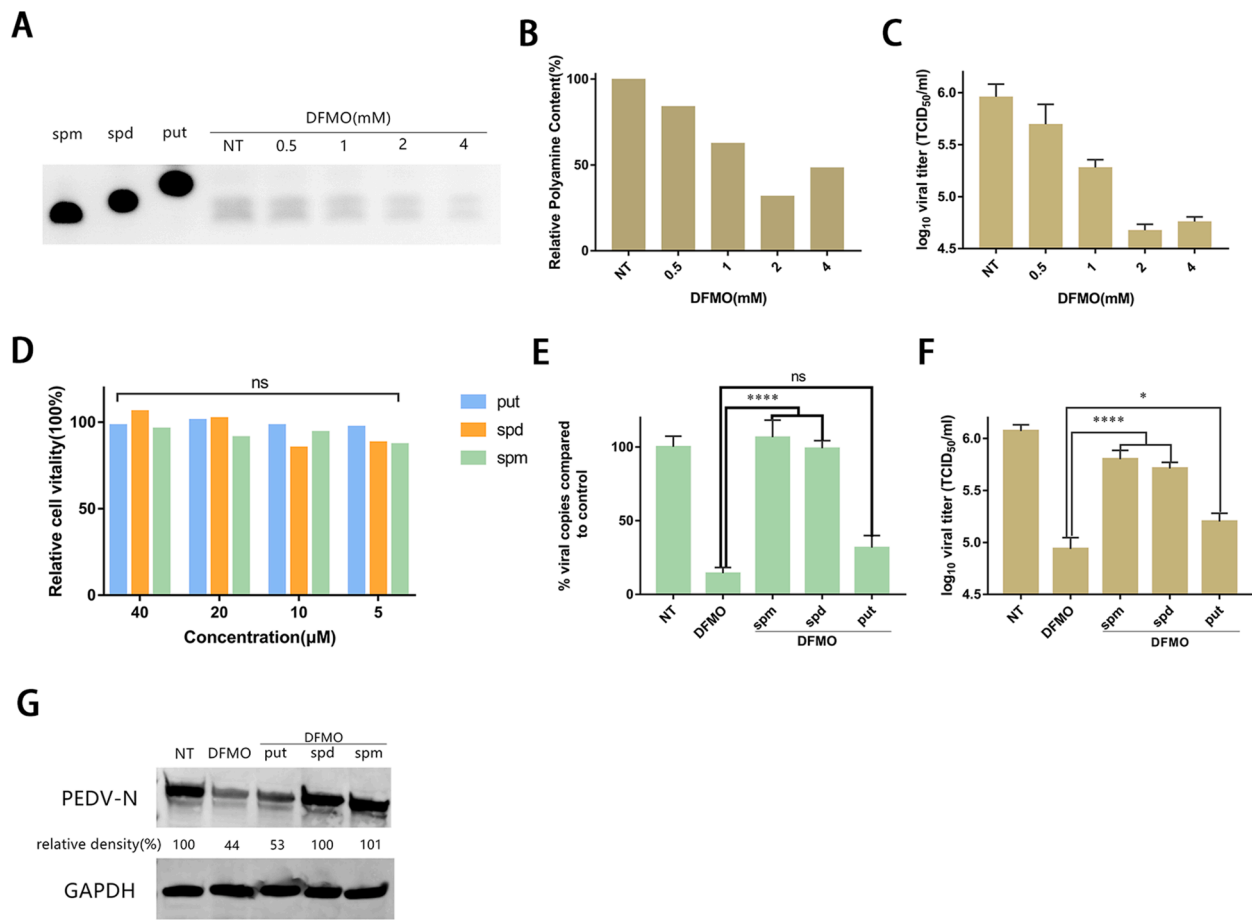 A
DFMO(mM)
spm spd put
NT 0.5 1 2 4
B
Relative Polyamine Content(%)
100
50
0
NT 0.5 1 2 4
DFMO(mM)
C
log10 viral titer (TCID50/ml)
6.0
5.5
5.0
4.5
NT 0.5 1 2 4
DFMO(mM)
D
Relative cell vitality(100%)
ns
100
50
0
40 20 10 5
Concentration(μM)
put
spd
spm
E
% viral copies compared
to control
ns
****
100
50
0
NT DFMO spm spd put
DFMO
F
log10 viral titer (TCID50/ml)
*
****
6.0
5.5
5.0
4.5
NT DFMO spm spd put
DFMO
G
DFMO
NT DFMO put spd spm
PEDV-N
relative density(%) 100 44 53 100 101
GAPDH